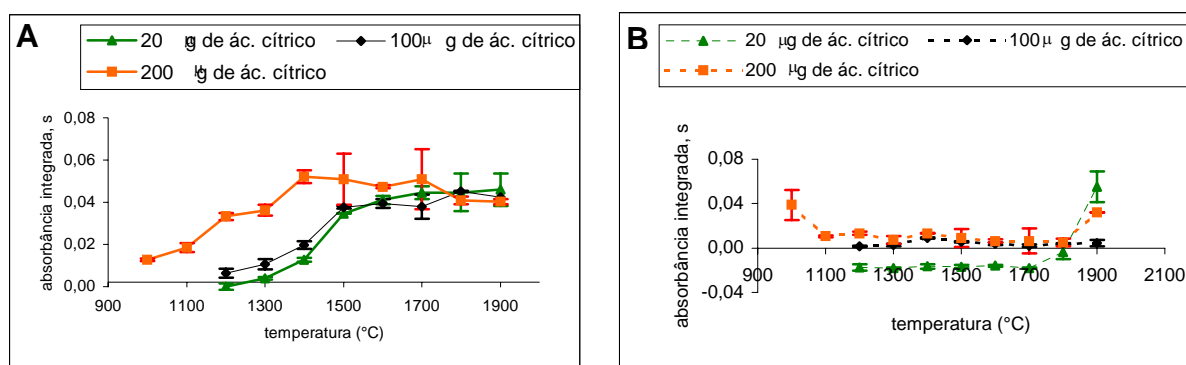 A
20 µg de ác. cítrico
100µ g de ác. cítrico
200 µg de ác. cítrico
absorbância integrada, s
0,08
0,06
0,04
0,02
0,00
900 1100 1300 1500 1700 1900
temperatura (°C)
B
20 µg de ác. cítrico
100µ g de ác. cítrico
200 µg de ác. cítrico
absorbância integrada, s
0,08
0,04
0,00
-0,04
900 1100 1300 1500 1700 1900 2100
temperatura (°C)